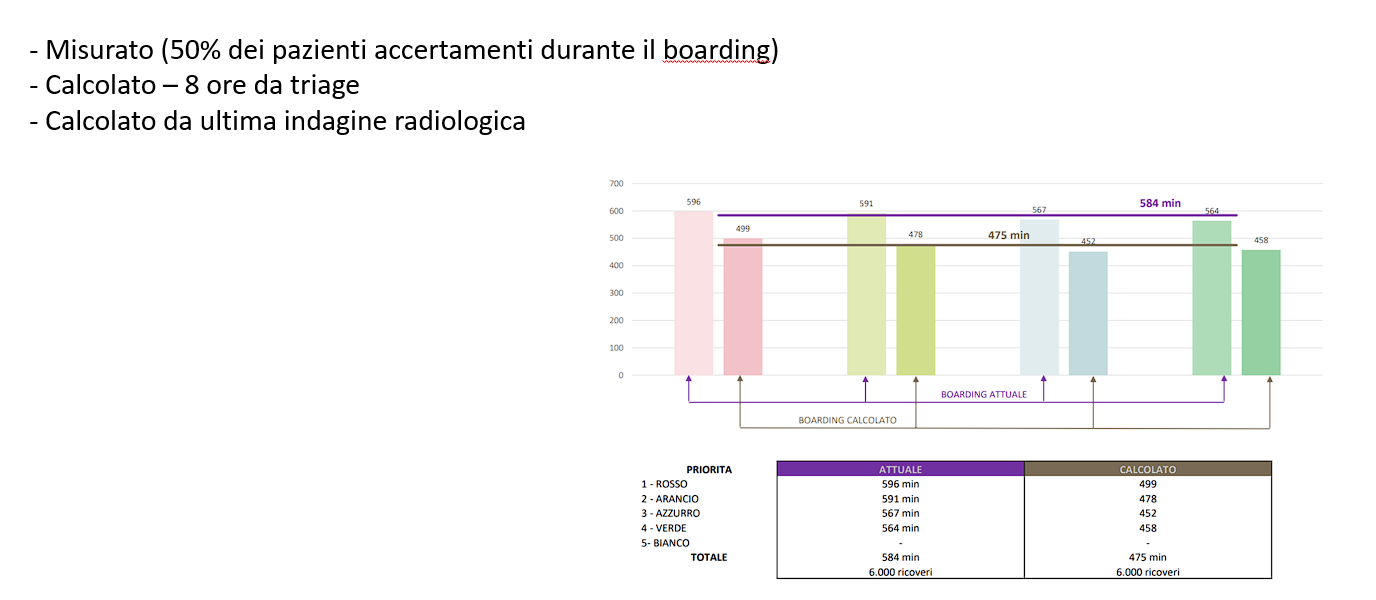 - Misurato (50% dei pazienti accertamenti durante il boarding)
- Calcolato – 8 ore da triage
- Calcolato da ultima indagine radiologica
700
600
500
400
300
200
100
0
596
499
591
478
567
452
564
458
584 min
475 min
BOARDING ATTUALE
BOARDING CALCOLATO
PRIORITA ATTUALE CALCOLATO
1 - ROSSO 596 min 499
2 - ARANCIO 591 min 478
3 - AZZURRO 567 min 452
4 - VERDE 564 min 458
5- BIANCO - -
TOTALE 584 min 475 min
6.000 ricoveri 6.000 ricoveri